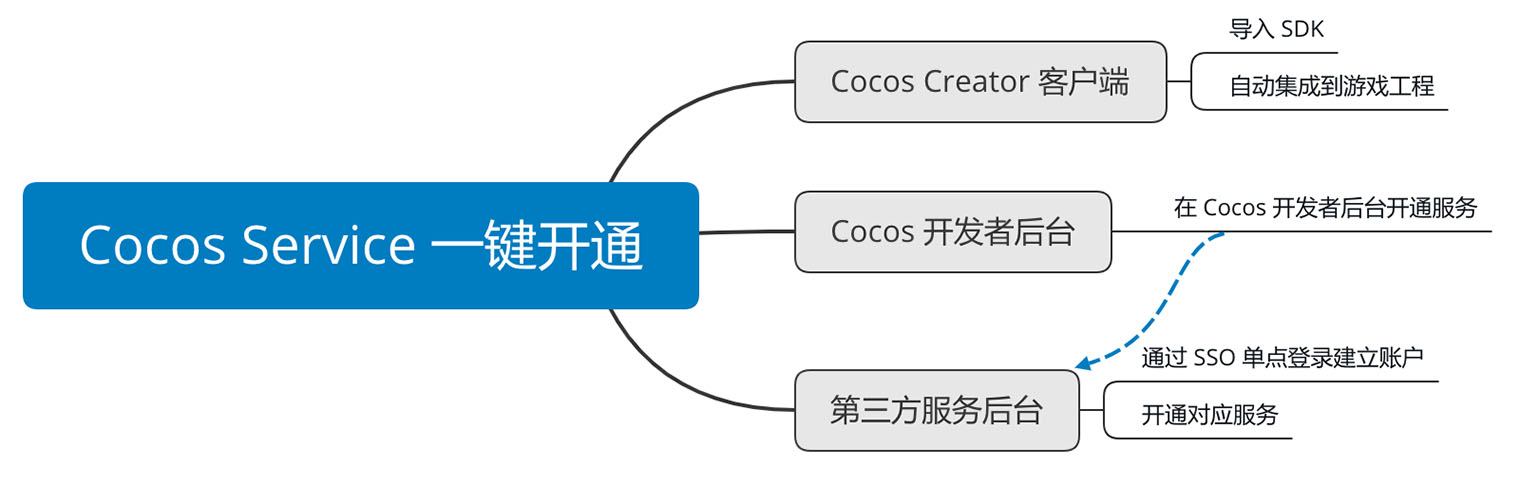 Cocos Service 一键开通
Cocos Creator 客户端
导入 SDK
自动集成到游戏工程
Cocos 开发者后台
在 Cocos 开发者后台开通服务
第三方服务后台
通过 SSO 单点登录建立账户
开通对应服务